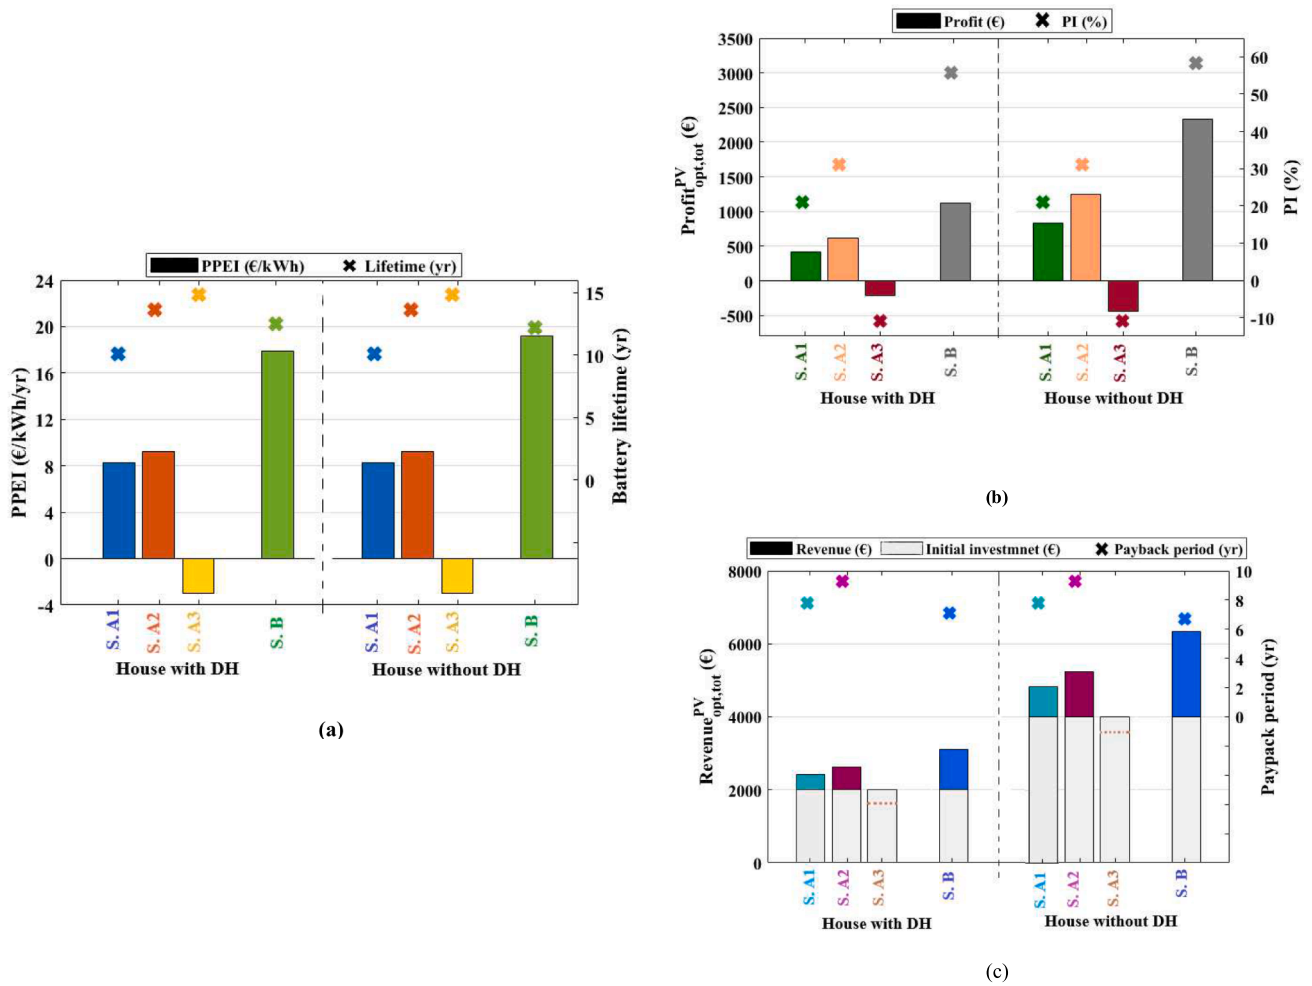 PPEI (€/kWh) Lifetime (yr)
PPEI (€/kWh/yr)
24
20
16
12
8
4
0
-4
15
10
5
0
Battery lifetime (yr)
S. A1 S. A2 S. A3 S. B S. A1 S. A2 S. A3 S. B
House with DH House without DH
(a)
Profit (€) PI (%)
Profit^PV_opt,tot (€)
3500
3000
2500
2000
1500
1000
500
0
-500
60
50
40
30
20
10
0
-10
PI (%)
S. A1 S. A2 S. A3 S. B S. A1 S. A2 S. A3 S. B
House with DH House without DH
(b)
Revenue (€) Initial investmnet (€) Payback period (yr)
Revenue^PV_opt,tot (€)
8000
6000
4000
2000
0
10
8
6
4
2
0
Paypack period (yr)
S. A1 S. A2 S. A3 S. B S. A1 S. A2 S. A3 S. B
House with DH House without DH
(c)